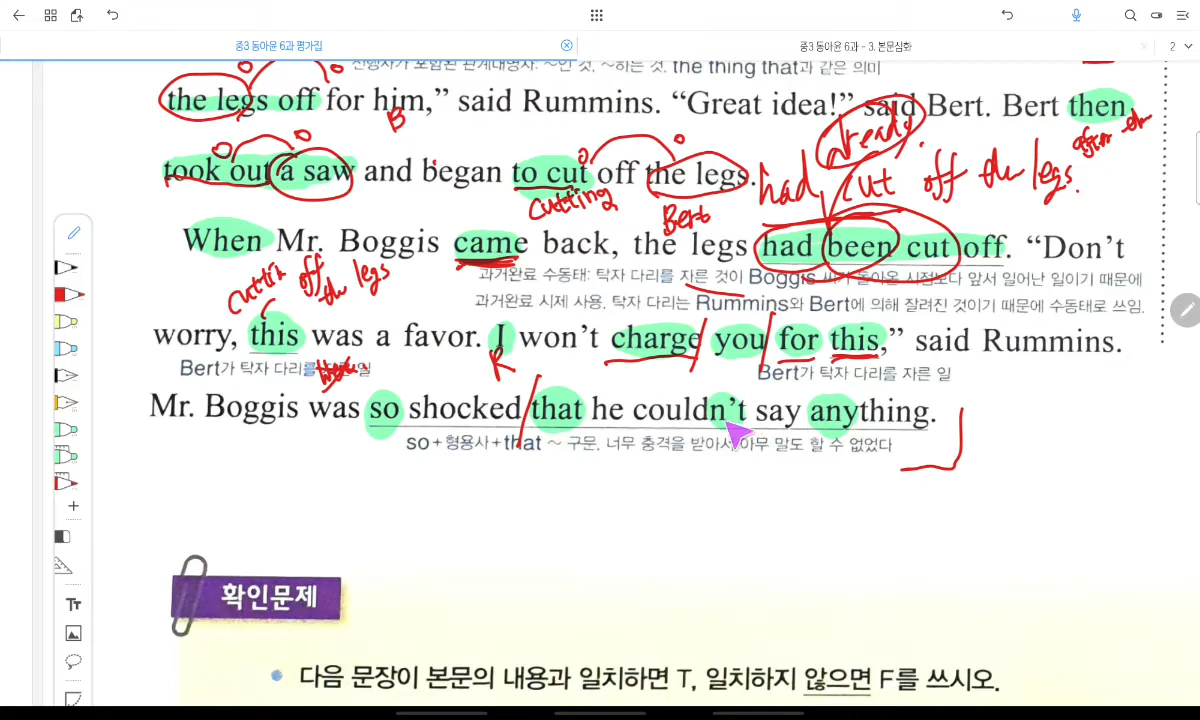 중3 동아윤 6과 평가집
중3 동아윤 6과 - 3. 본문심화
2
선행사가 포함된 관계대명사. ~인 것, ~하는 것. the thing that과 같은 의미
the legs off for him,” said Rummins. “Great idea!” said Bert. Bert then
B
already
took out a saw and began to cut off the legs.
had cut off the legs.
cutting
Bert
When Mr. Boggis came back, the legs had been cut off. “Don't
off the legs
과거완료 수동태: 탁자 다리를 자른 것이 Boggis 씨가 돌아온 시점보다 앞서 일어난 일이기 때문에
과거완료 시제 사용. 탁자 다리는 Rummins와 Bert에 의해 잘려진 것이기 때문에 수동태로 쓰임.
worry, this was a favor. I won't charge you for this,” said Rummins.
R
Bert가 탁자 다리를 일
Bert가 탁자 다리를 자른 일
Mr. Boggis was so shocked that he couldn't say anything.
so+형용사+that ~ 구문. 너무 충격을 받아서 아무 말도 할 수 없었다
확인문제
다음 문장이 본문의 내용과 일치하면 T, 일치하지 않으면 F를 쓰시오.
Tт